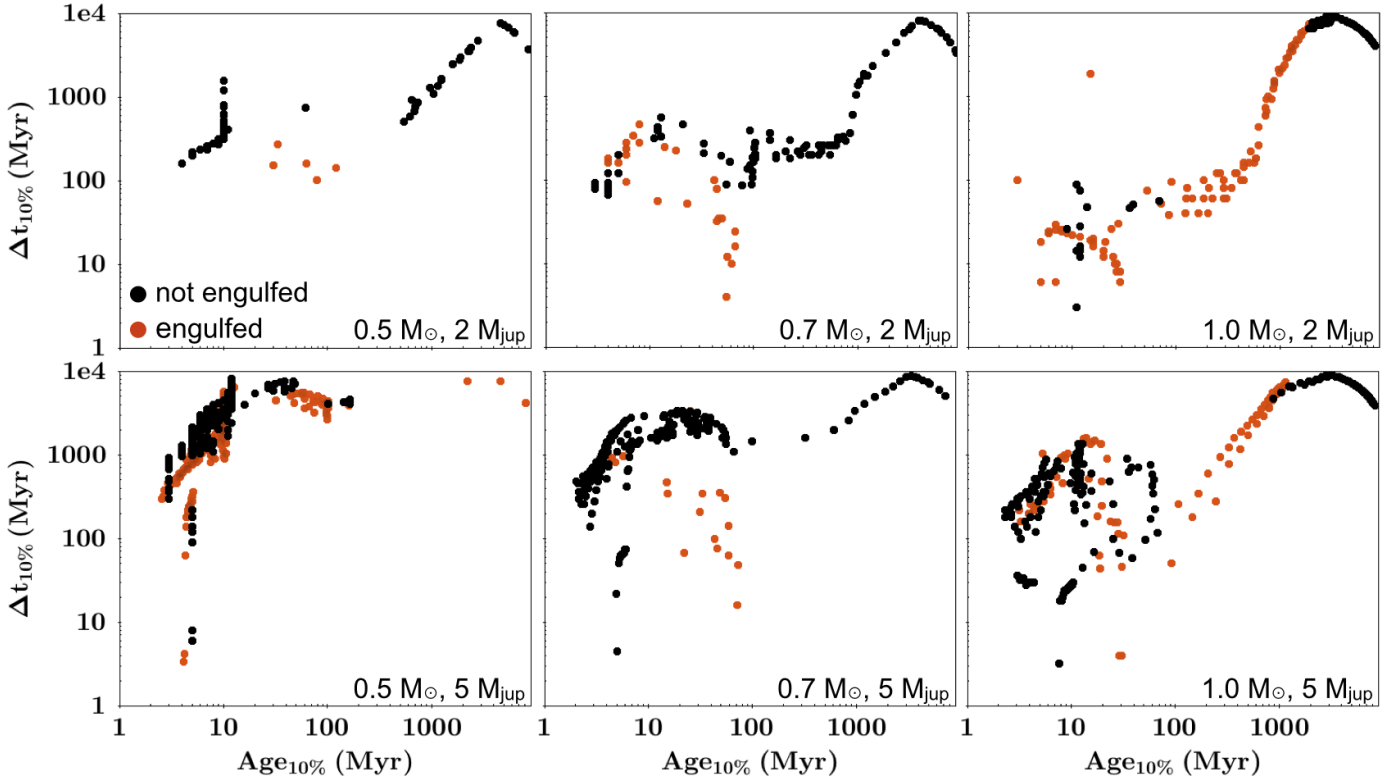 1e4
1000
100
10
1
Δt10% (Myr)
not engulfed
engulfed
0.5 M☉, 2 Mjup
0.7 M☉, 2 Mjup
1.0 M☉, 2 Mjup
1e4
1000
100
10
1
Δt10% (Myr)
0.5 M☉, 5 Mjup
0.7 M☉, 5 Mjup
1.0 M☉, 5 Mjup
1 10 100 1000
1 10 100 1000
1 10 100 1000
Age10% (Myr)
Age10% (Myr)
Age10% (Myr)